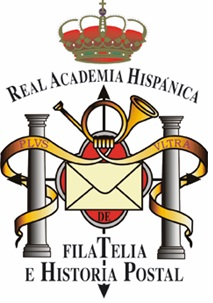 REAL ACADEMIA HISPÁNICA
PLVS VLTRA
DE
FILATELIA
E HISTORIA POSTAL